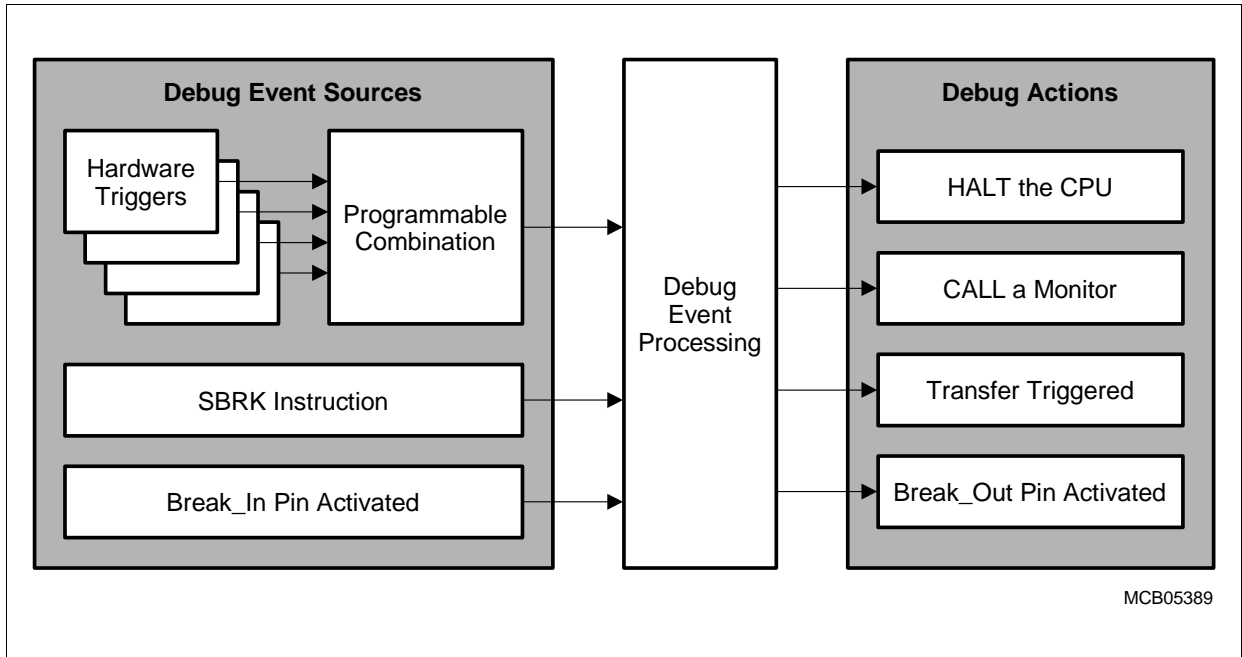 Debug Event Sources
Hardware
Triggers
Programmable
Combination
SBRK Instruction
Break_In Pin Activated
Debug
Event
Processing
Debug Actions
HALT the CPU
CALL a Monitor
Transfer Triggered
Break_Out Pin Activated
MCB05389